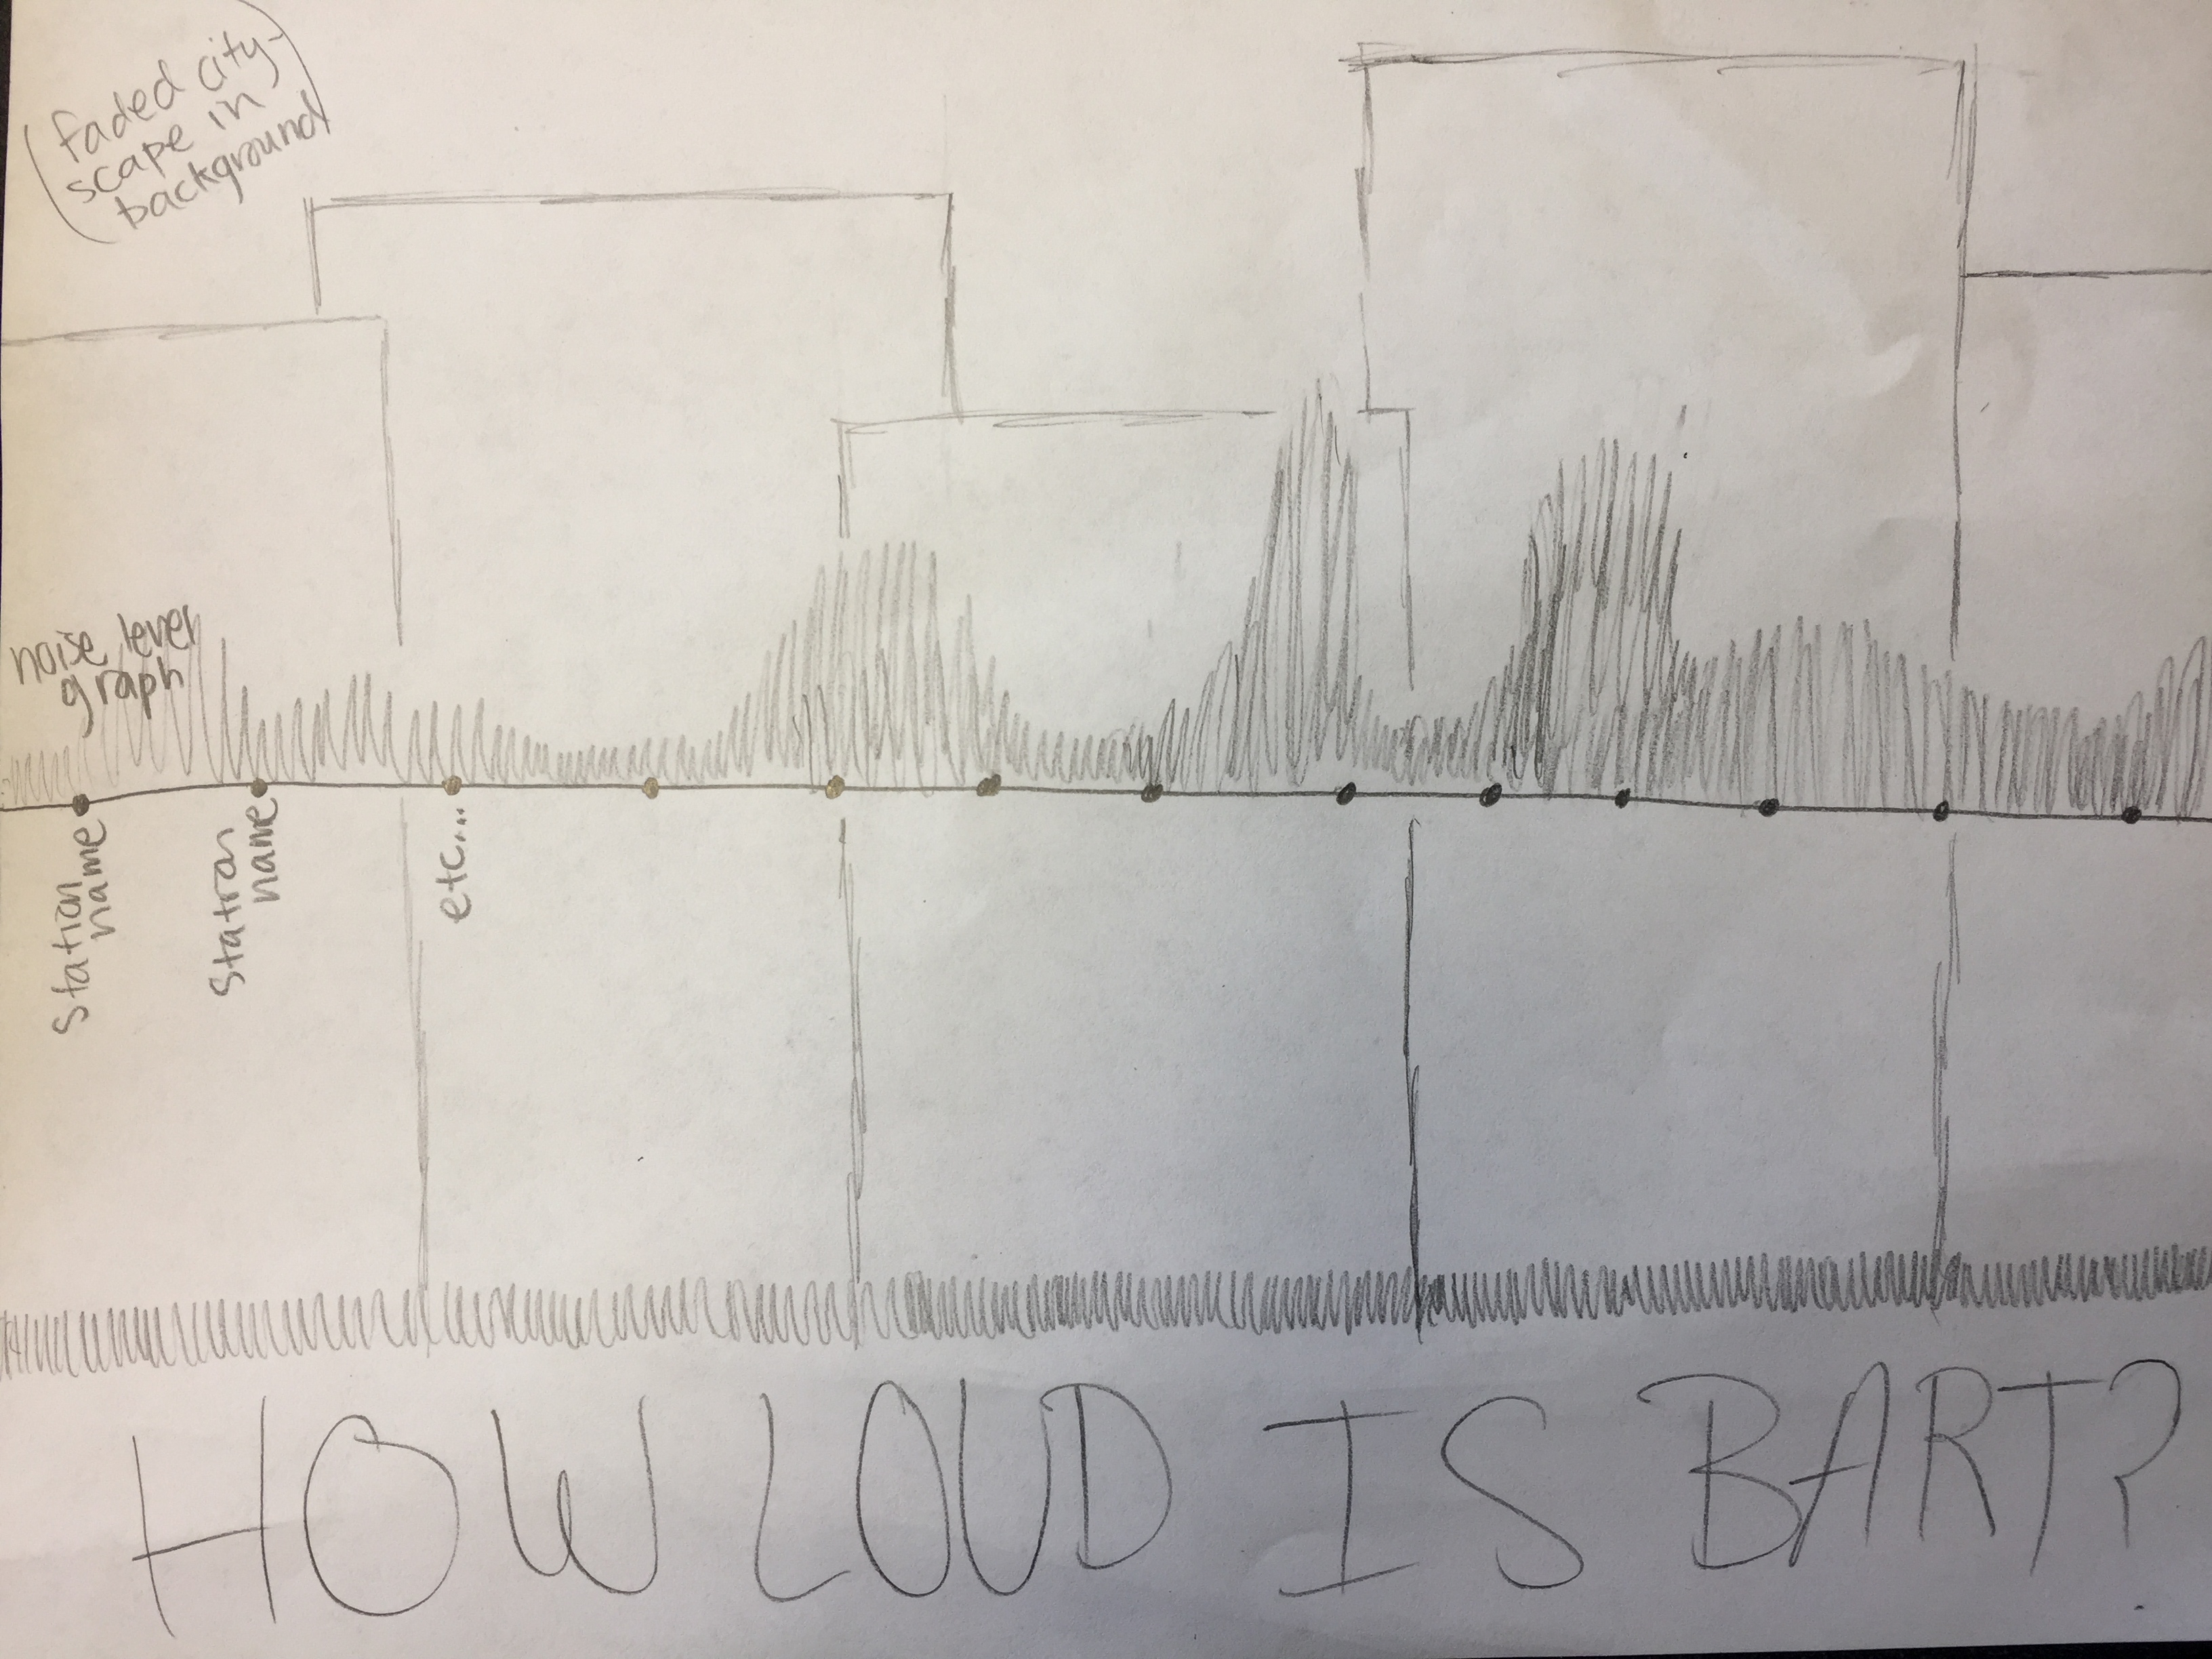 (faded city-
scape in
background)
noise level
graph
Station
name
Station
name
etc...
HOW LOUD IS BART?